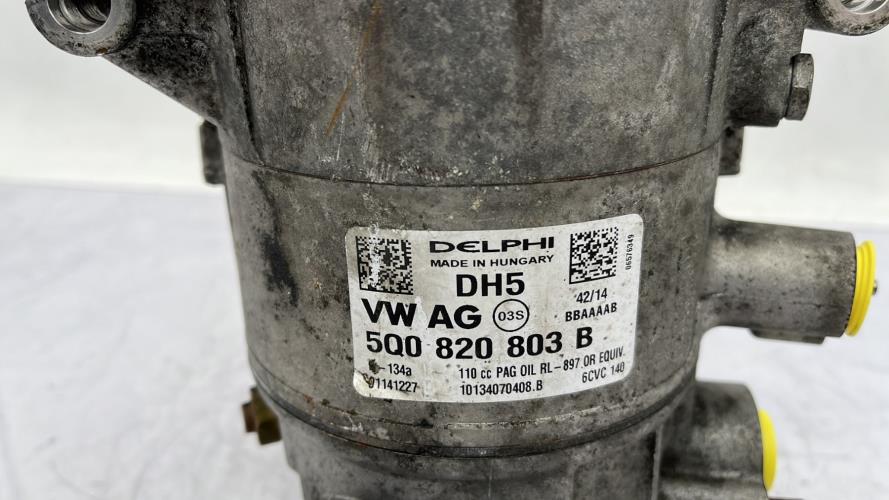 DELPHI
MADE IN HUNGARY
06576349
DH5
42/14
VW AG 03S BBAAAAB
5Q0 820 803 B
-134a 110 cc PAG OIL RL-897 OR EQUIV.
01141227 10134070408.B 6CVC 140